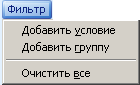 Фильтр
Добавить условие
Добавить группу
Очистить все